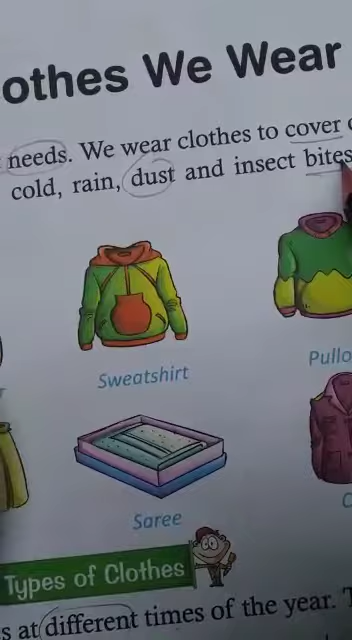 othes We Wear
needs. We wear clothes to cover
cold, rain, dust and insect bites
Sweatshirt
Pullo
Saree
C
Types of Clothes
s at different times of the year. T